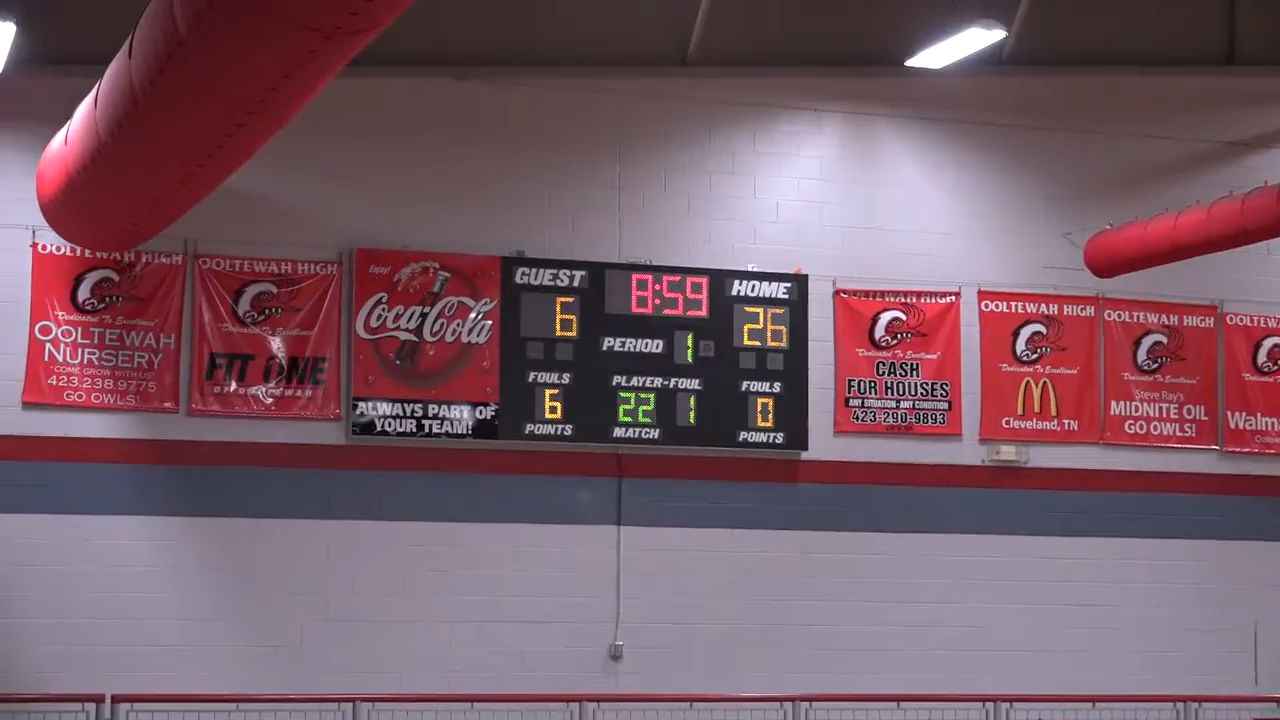 OOLTEWAH HIGH
"Dedicated To Excellence"
OOLTEWAH
NURSERY
"COME GROW WITH US"
423.238.9775
GO OWLS!
OOLTEWAH HIGH
"Dedicated To Excellence"
FIT ONE
OF OOLTEWAH
Enjoy!
Coca-Cola
ALWAYS PART OF
YOUR TEAM!
GUEST
8:59
HOME
6
26
PERIOD 1
FOULS
PLAYER-FOUL
FOULS
6
22 1
0
POINTS
MATCH
POINTS
OOLTEWAH HIGH
"Dedicated To Excellence"
CASH
FOR HOUSES
ANY SITUATION-ANY CONDITION
423-290-9893
OOLTEWAH HIGH
"Dedicated To Excellence"
Cleveland, TN
OOLTEWAH HIGH
"Dedicated To Excellence"
Steve Ray's
MIDNITE OIL
GO OWLS!
OOLTEW
"Dedicated
Walm